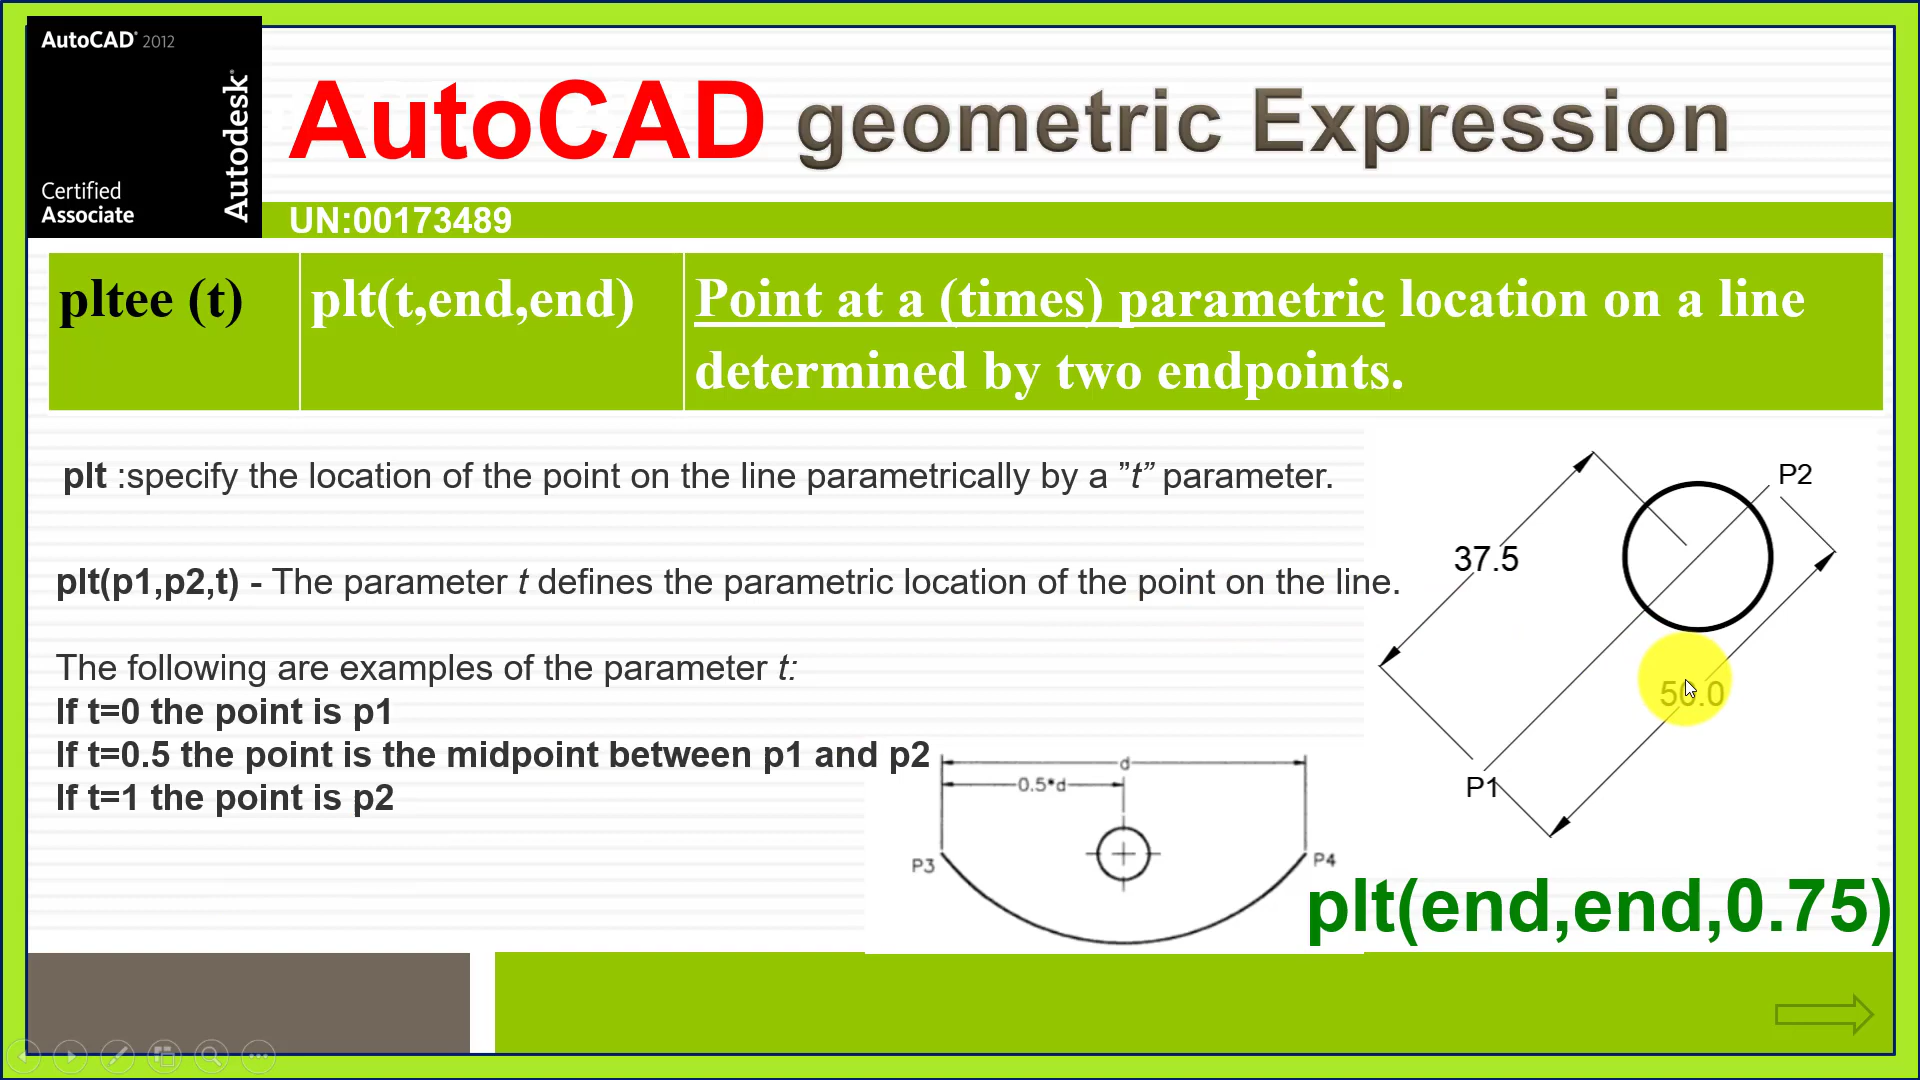 AutoCAD® 2012
Autodesk®
Certified
Associate
AutoCAD geometric Expression
UN:00173489
pltee (t)
plt(t,end,end)
Point at a (times) parametric location on a line
determined by two endpoints.
plt :specify the location of the point on the line parametrically by a ”t” parameter.
plt(p1,p2,t) - The parameter t defines the parametric location of the point on the line.
The following are examples of the parameter t:
If t=0 the point is p1
If t=0.5 the point is the midpoint between p1 and p2
If t=1 the point is p2
d
0.5*d
P3
P4
P2
37.5
50.0
P1
plt(end,end,0.75)